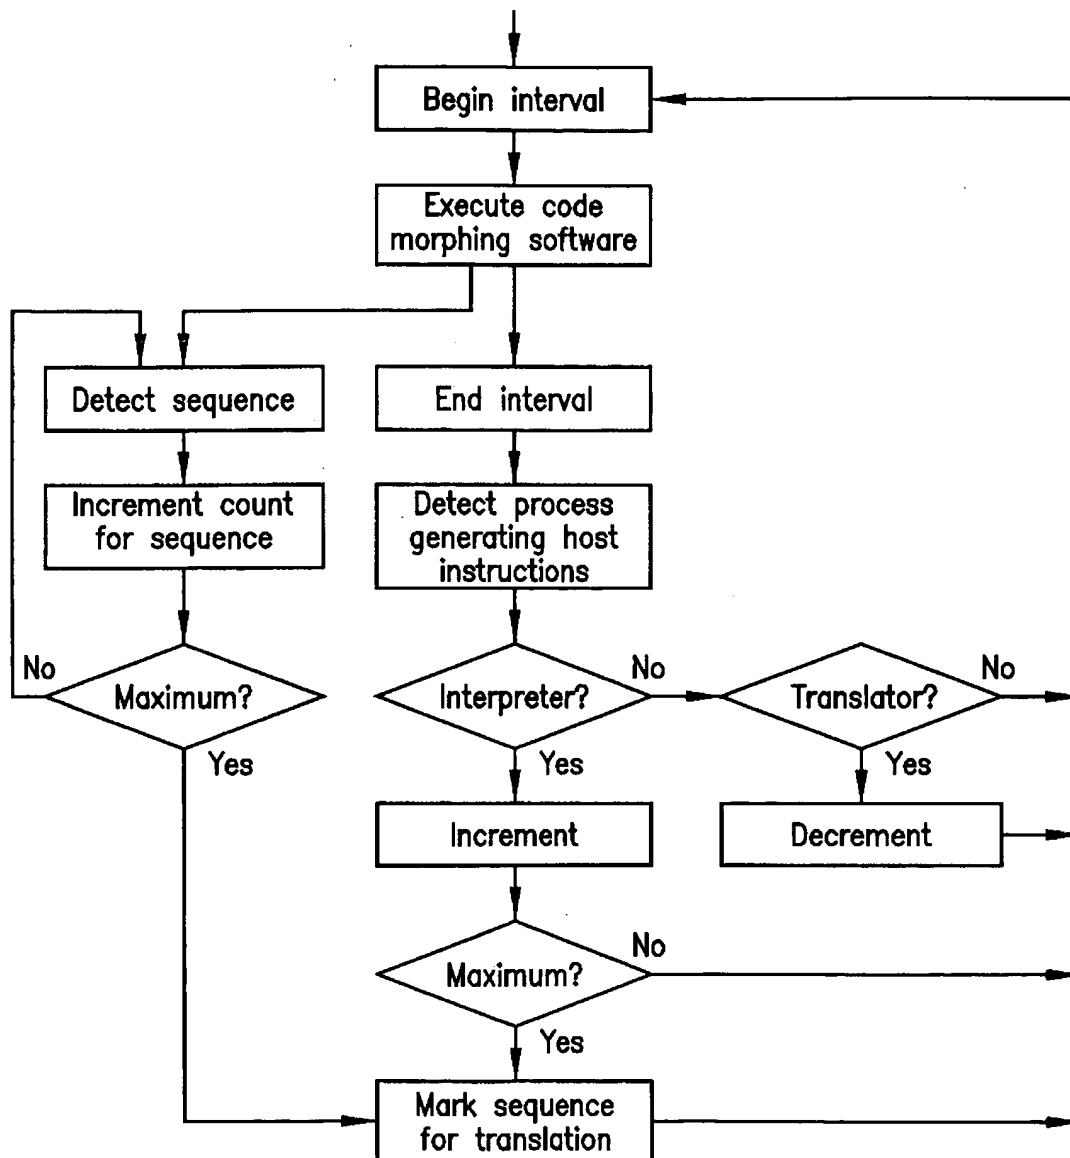 Begin interval
Execute code
morphing software
Detect sequence
End interval
Increment count
for sequence
Detect process
generating host
instructions
No
Maximum?
Yes
Interpreter?
No
Yes
Translator?
No
Yes
Increment
Decrement
Maximum?
No
Yes
Mark sequence
for translation